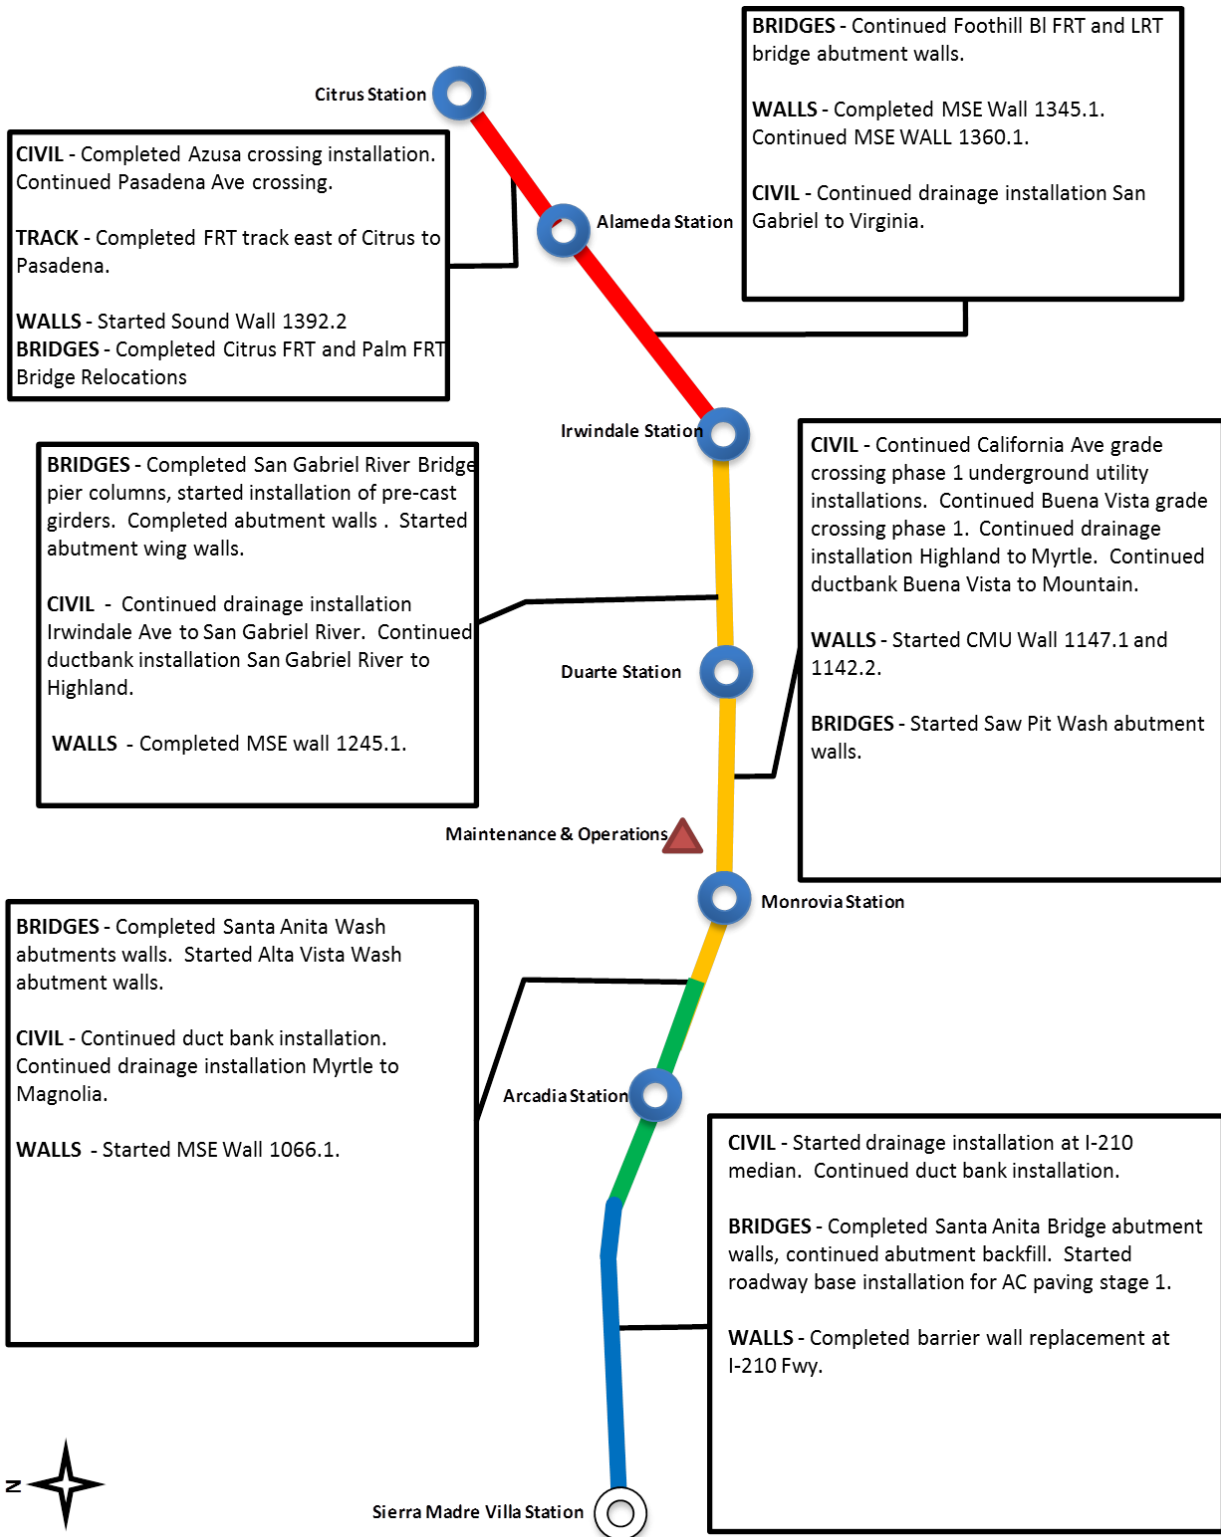 Citrus Station
BRIDGES - Continued Foothill Bl FRT and LRT
bridge abutment walls.
WALLS - Completed MSE Wall 1345.1.
Continued MSE WALL 1360.1.
CIVIL - Continued drainage installation San
Gabriel to Virginia.
CIVIL - Completed Azusa crossing installation.
Continued Pasadena Ave crossing.
TRACK - Completed FRT track east of Citrus to
Pasadena.
WALLS - Started Sound Wall 1392.2
BRIDGES - Completed Citrus FRT and Palm FRT
Bridge Relocations
Alameda Station
Irwindale Station
BRIDGES - Completed San Gabriel River Bridge
pier columns, started installation of pre-cast
girders.  Completed abutment walls .  Started
abutment wing walls.
CIVIL  -  Continued drainage installation
Irwindale Ave to San Gabriel River.  Continued
ductbank installation San Gabriel River to
Highland.
WALLS  - Completed MSE wall 1245.1.
CIVIL - Continued California Ave grade
crossing phase 1 underground utility
installations.  Continued Buena Vista grade
crossing phase 1.  Continued drainage
installation Highland to Myrtle.  Continued
ductbank Buena Vista to Mountain.
WALLS - Started CMU Wall 1147.1 and
1142.2.
BRIDGES - Started Saw Pit Wash abutment
walls.
Duarte Station
Maintenance & Operations
Monrovia Station
BRIDGES - Completed Santa Anita Wash
abutments walls.  Started Alta Vista Wash
abutment walls.
CIVIL - Continued duct bank installation.
Continued drainage installation Myrtle to
Magnolia.
WALLS  - Started MSE Wall 1066.1.
Arcadia Station
CIVIL - Started drainage installation at I-210
median.  Continued duct bank installation.
BRIDGES - Completed Santa Anita Bridge abutment
walls, continued abutment backfill.  Started
roadway base installation for AC paving stage 1.
WALLS - Completed barrier wall replacement at
I-210 Fwy.
N
Sierra Madre Villa Station